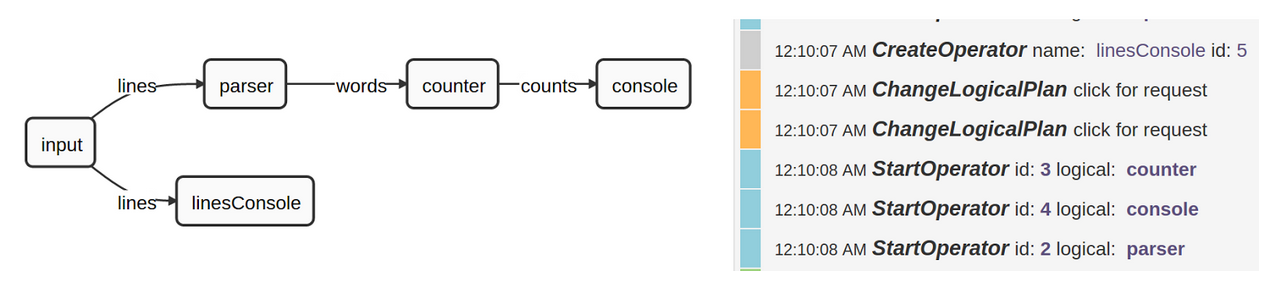 lines
parser
words
counter
counts
console
input
lines
linesConsole
12:10:07 AM CreateOperator name: linesConsole id: 5
12:10:07 AM ChangeLogicalPlan click for request
12:10:07 AM ChangeLogicalPlan click for request
12:10:08 AM StartOperator id: 3 logical: counter
12:10:08 AM StartOperator id: 4 logical: console
12:10:08 AM StartOperator id: 2 logical: parser